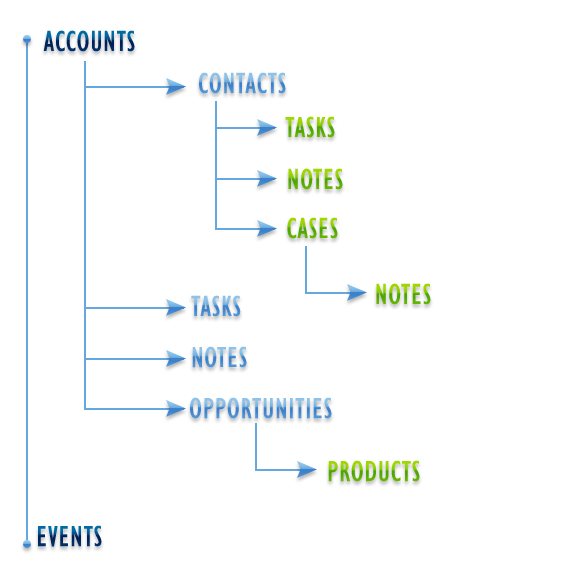 ACCOUNTS
CONTACTS
TASKS
NOTES
CASES
NOTES
TASKS
NOTES
OPPORTUNITIES
PRODUCTS
EVENTS